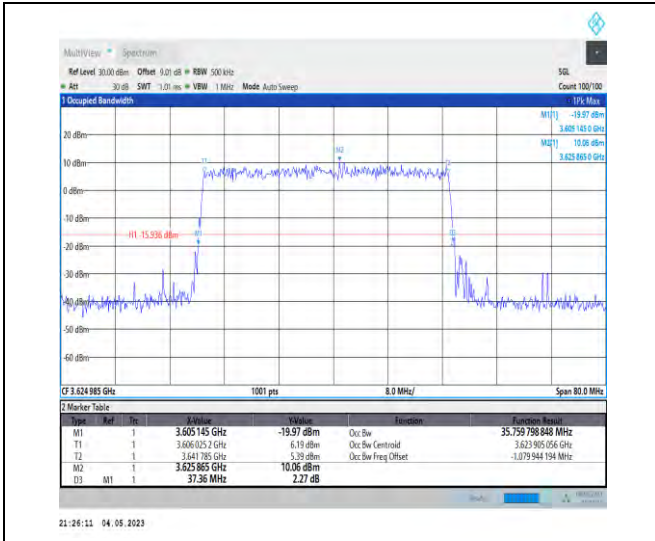 MultiView Spectrum
Ref Level 30.00 dBm Offset 9.01 dB RBW 500 kHz SGL
Att 30 dB SWT 1.01 ms VBW 1 MHz Mode Auto Sweep Count 100/100
1 Occupied Bandwidth 1Pk Max
M1[1] -19.97 dBm
3.605 145 0 GHz
20 dBm
M2[1] 10.06 dBm
3.625 865 0 GHz
M2
10 dBm
0 dBm
-10 dBm
H1 -15.936 dBm
-20 dBm
-30 dBm
-40 dBm
-50 dBm
-60 dBm
CF 3.624 985 GHz 1001 pts 8.0 MHz/ Span 80.0 MHz
2 Marker Table
Type Ref Trc X-Value Y-Value Function Function Result
M1 1 3.605 145 GHz -19.97 dBm Occ Bw 35.759 798 848 MHz
T1 1 3.606 025 2 GHz 6.19 dBm Occ Bw Centroid 3.623 905 056 GHz
T2 1 3.641 785 GHz 5.39 dBm Occ Bw Freq Offset -1.079 944 194 MHz
M2 1 3.625 865 GHz 10.06 dBm
D3 M1 1 37.36 MHz 2.27 dB
21:26:11 04.05.2023